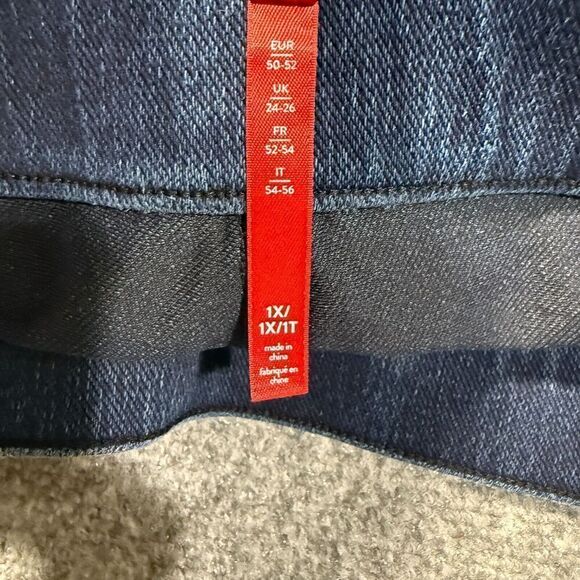 EUR
50-52
UK
24-26
FR
52-54
IT
54-56
1X/
1X/1T
made in
china
fabriqué en
chine